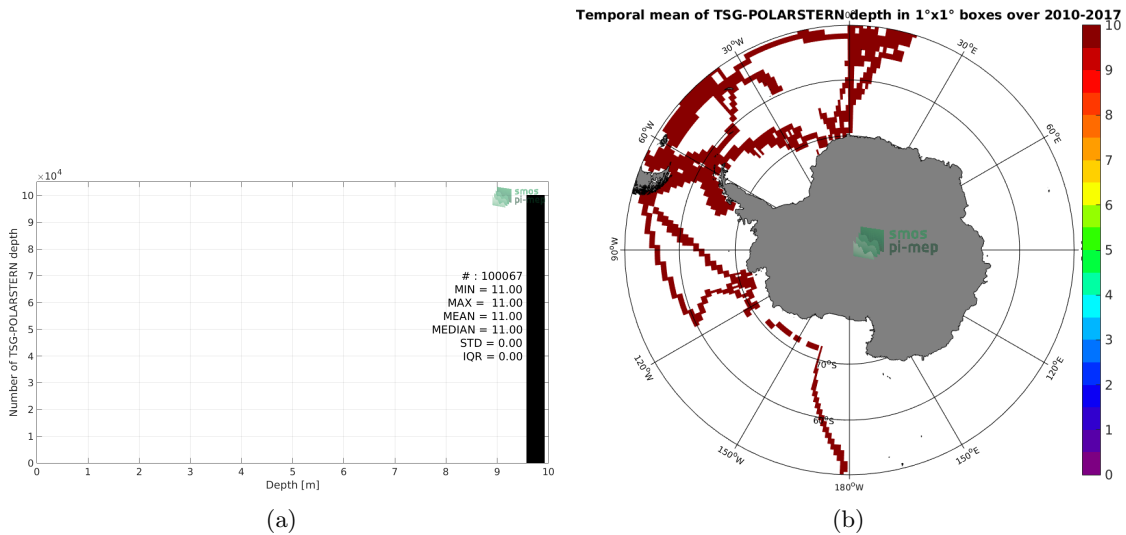 ×10⁴
10
9
8
7
6
5
4
3
2
1
0
Number of TSG-POLARSTERN depth
smos
pi-mep
# : 100067
MIN = 11.00
MAX = 11.00
MEAN = 11.00
MEDIAN = 11.00
STD = 0.00
IQR = 0.00
0 1 2 3 4 5 6 7 8 9 10
Depth [m]
(a)
Temporal mean of TSG-POLARSTERN depth in 1°x1° boxes over 2010-2017
30°W
30°E
60°W
60°E
90°W
120°W
120°E
150°W
150°E
180°W
70°S
60°S
smos
pi-mep
10
9
8
7
6
5
4
3
2
1
0
(b)